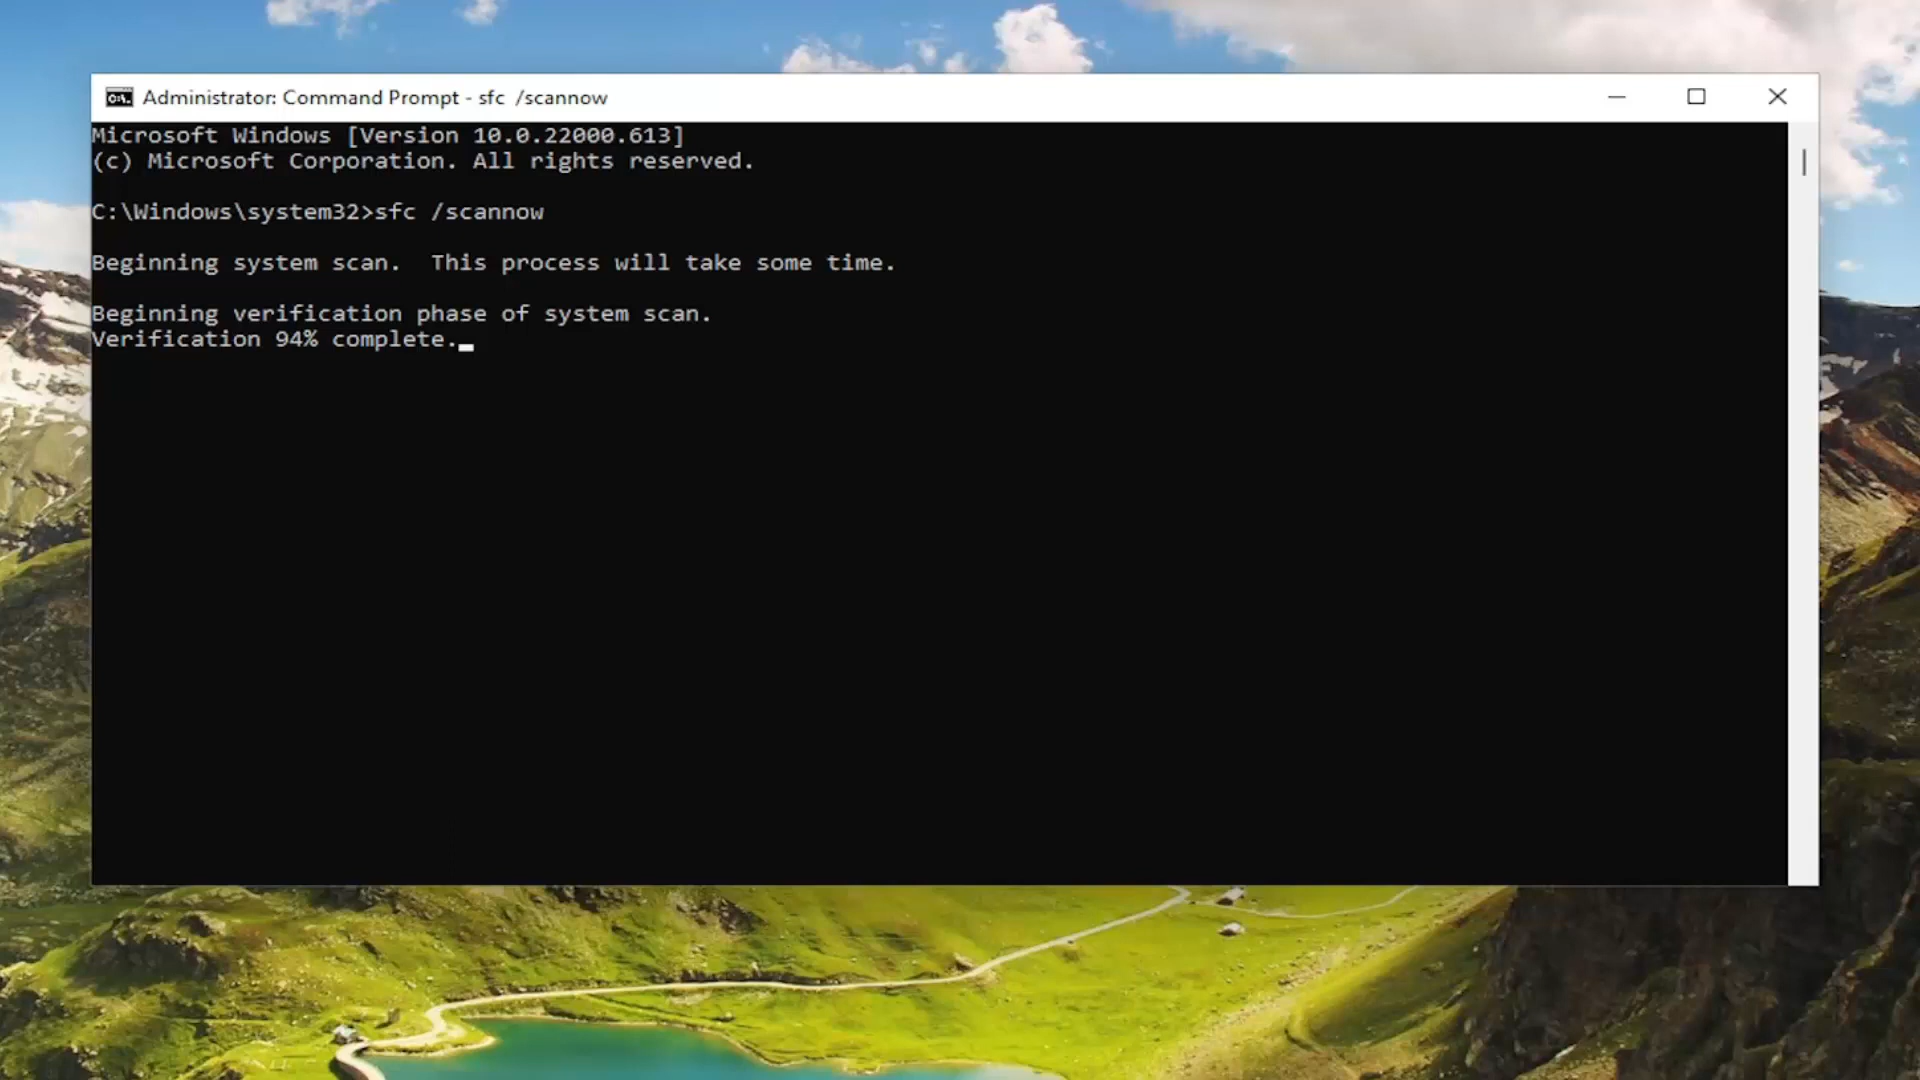 Administrator: Command Prompt - sfc  /scannow
Microsoft Windows [Version 10.0.22000.613]
(c) Microsoft Corporation. All rights reserved.
C:\Windows\system32>sfc /scannow
Beginning system scan.  This process will take some time.
Beginning verification phase of system scan.
Verification 94% complete.